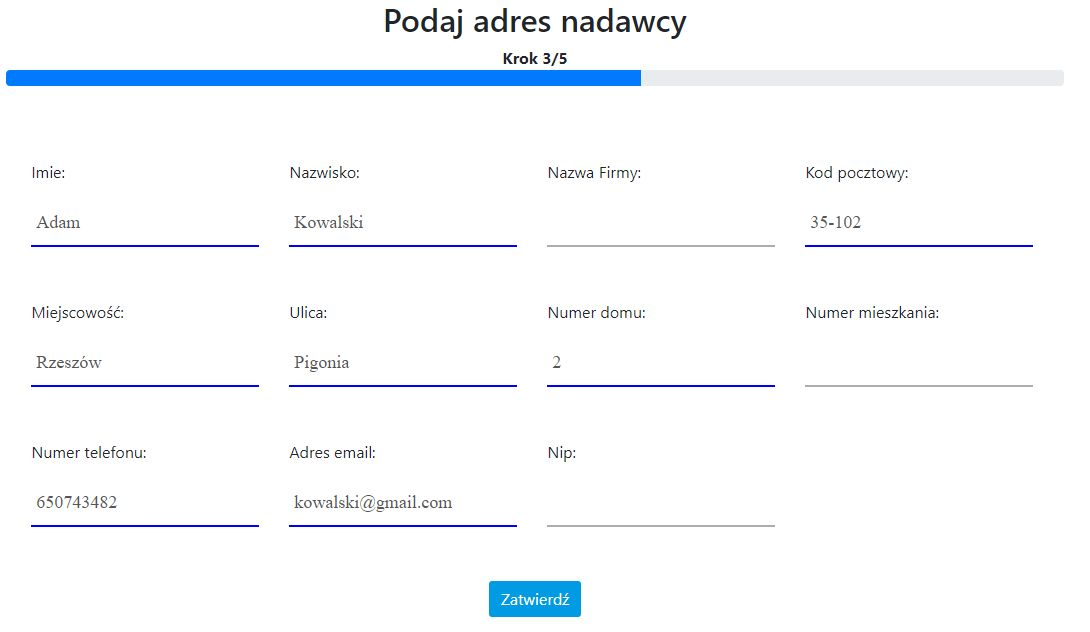 Podaj adres nadawcy
Krok 3/5
Imie: Nazwisko: Nazwa Firmy: Kod pocztowy:
Adam Kowalski 35-102
Miejscowość: Ulica: Numer domu: Numer mieszkania:
Rzeszów Pigonia 2
Numer telefonu: Adres email: Nip:
650743482 kowalski@gmail.com
Zatwierdź